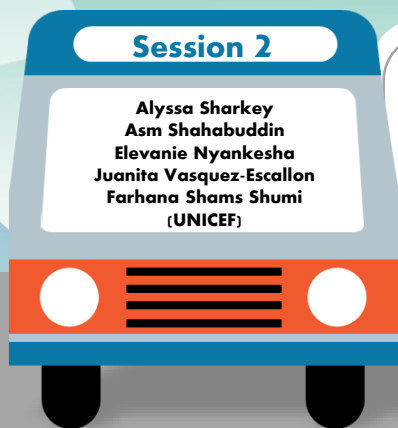 Session 2
Alyssa Sharkey
Asm Shahabuddin
Elevanie Nyankesha
Juanita Vasquez-Escallon
Farhana Shams Shumi
(UNICEF)